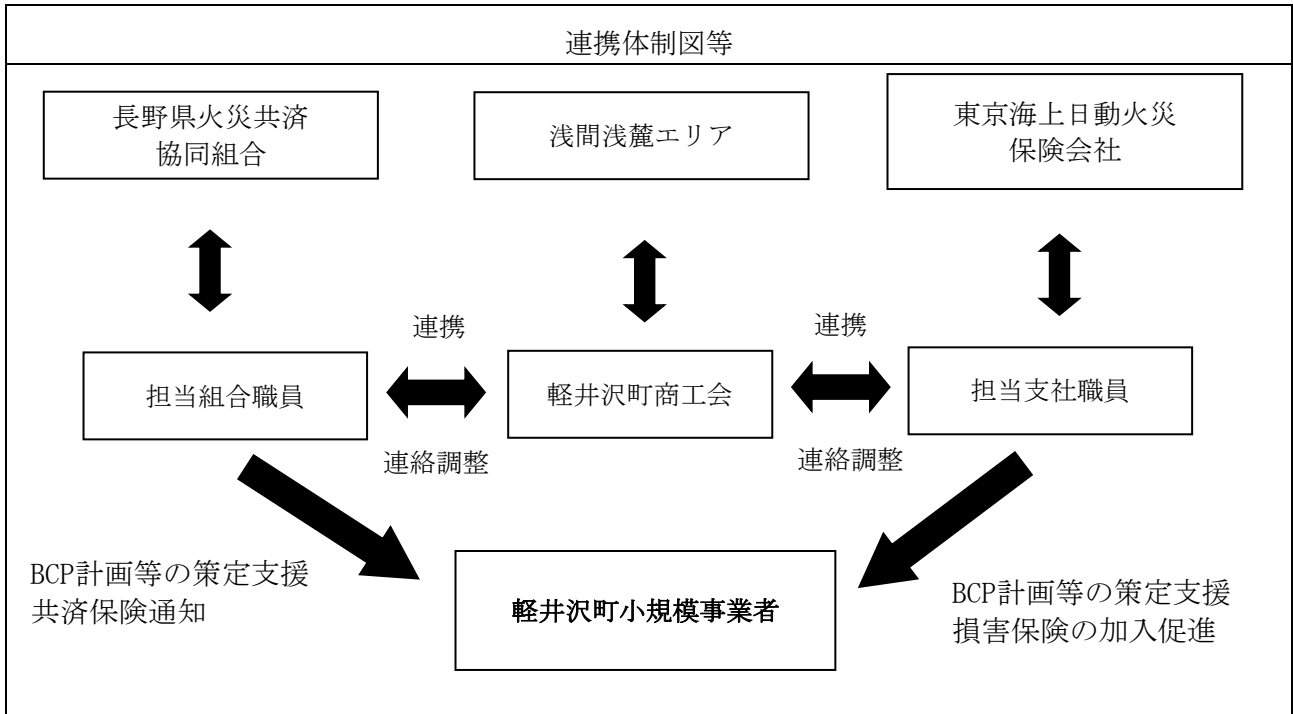 連携体制図等
長野県火災共済
協同組合
浅間浅麓エリア
東京海上日動火災
保険会社
連携
連携
担当組合職員
軽井沢町商工会
担当支社職員
連絡調整
連絡調整
BCP計画等の策定支援
共済保険通知
軽井沢町小規模事業者
BCP計画等の策定支援
損害保険の加入促進